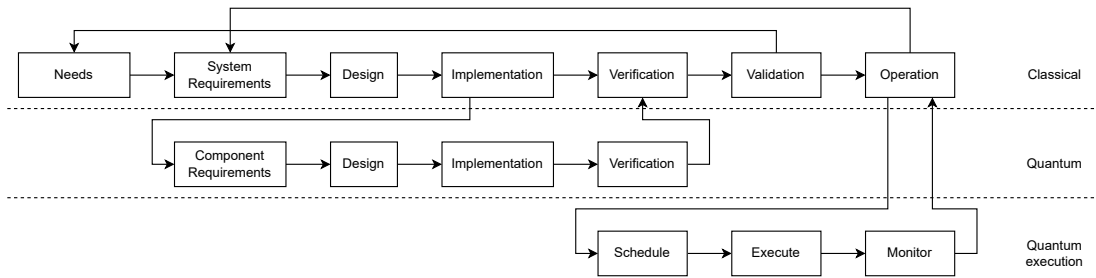 Needs
System
Requirements
Design
Implementation
Verification
Validation
Operation
Classical
Component
Requirements
Design
Implementation
Verification
Quantum
Schedule
Execute
Monitor
Quantum
execution